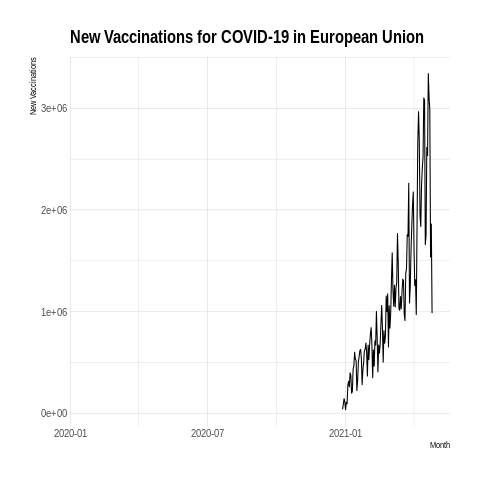 New Vaccinations for COVID-19 in European Union
New Vaccinations
3e+06
2e+06
1e+06
0e+00
2020-01
2020-07
2021-01
Month